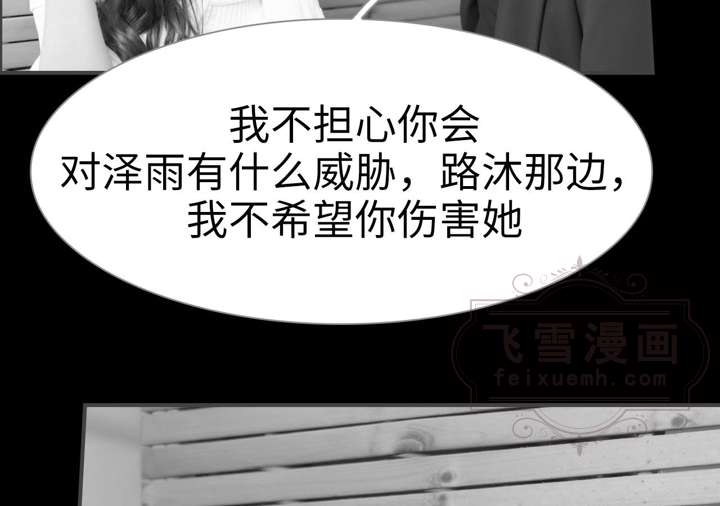 我不担心你会
对泽雨有什么威胁，路沐那边，
我不希望你伤害她
飞雪漫画
feixuemh.com